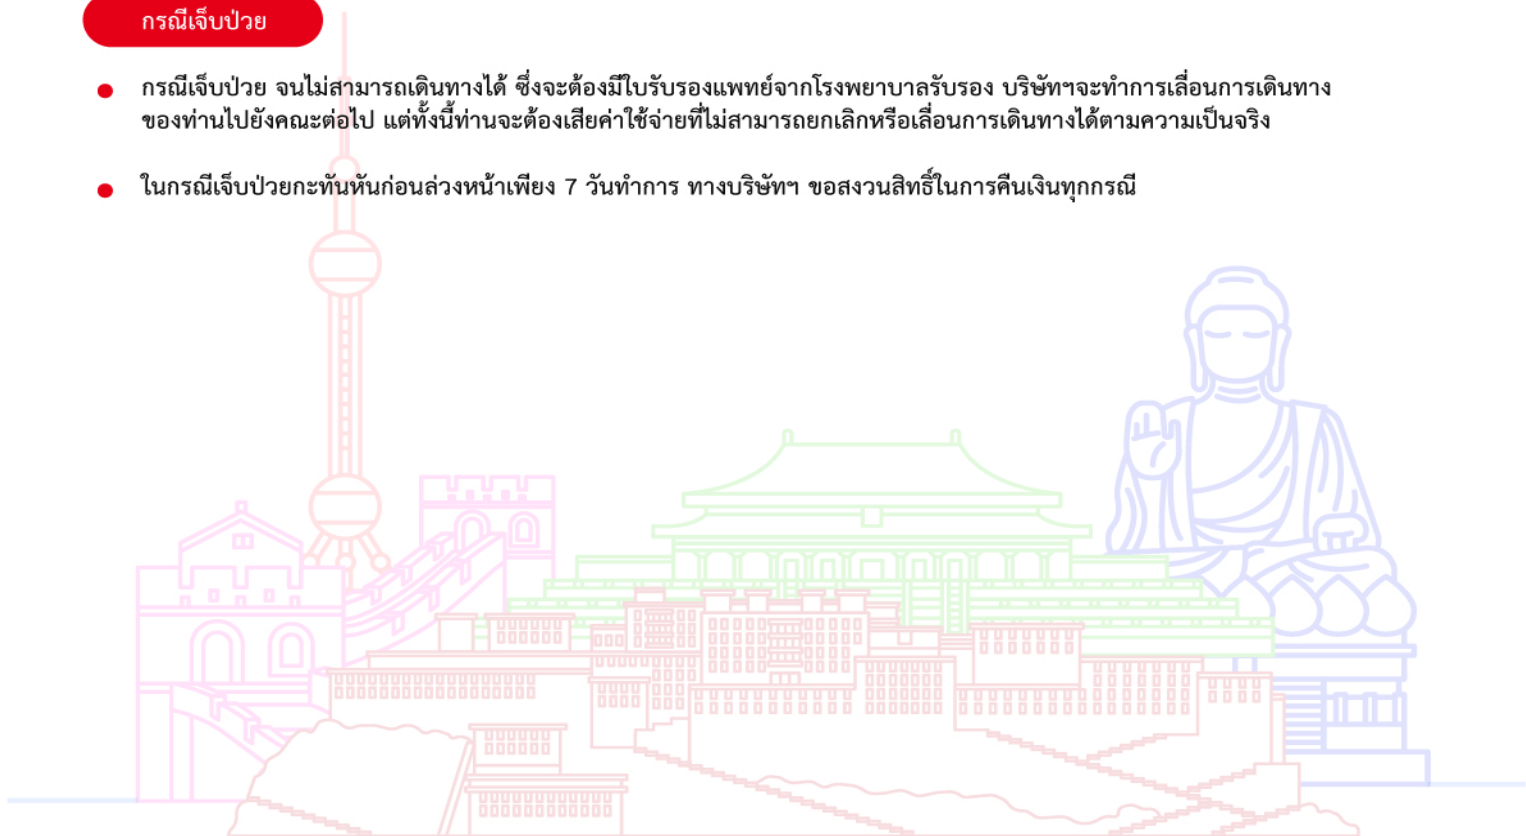 กรณีเจ็บป่วย
กรณีเจ็บป่วย จนไม่สามารถเดินทางได้ ซึ่งจะต้องมีใบรับรองแพทย์จากโรงพยาบาลรับรอง บริษัทฯจะทำการเลื่อนการเดินทาง
ของท่านไปยังคณะต่อไป แต่ทั้งนี้ท่านจะต้องเสียค่าใช้จ่ายที่ไม่สามารถยกเลิกหรือเลื่อนการเดินทางได้ตามความเป็นจริง
ในกรณีเจ็บป่วยกะทันหันก่อนล่วงหน้าเพียง 7 วันทำการ ทางบริษัทฯ ขอสงวนสิทธิ์ในการคืนเงินทุกกรณี